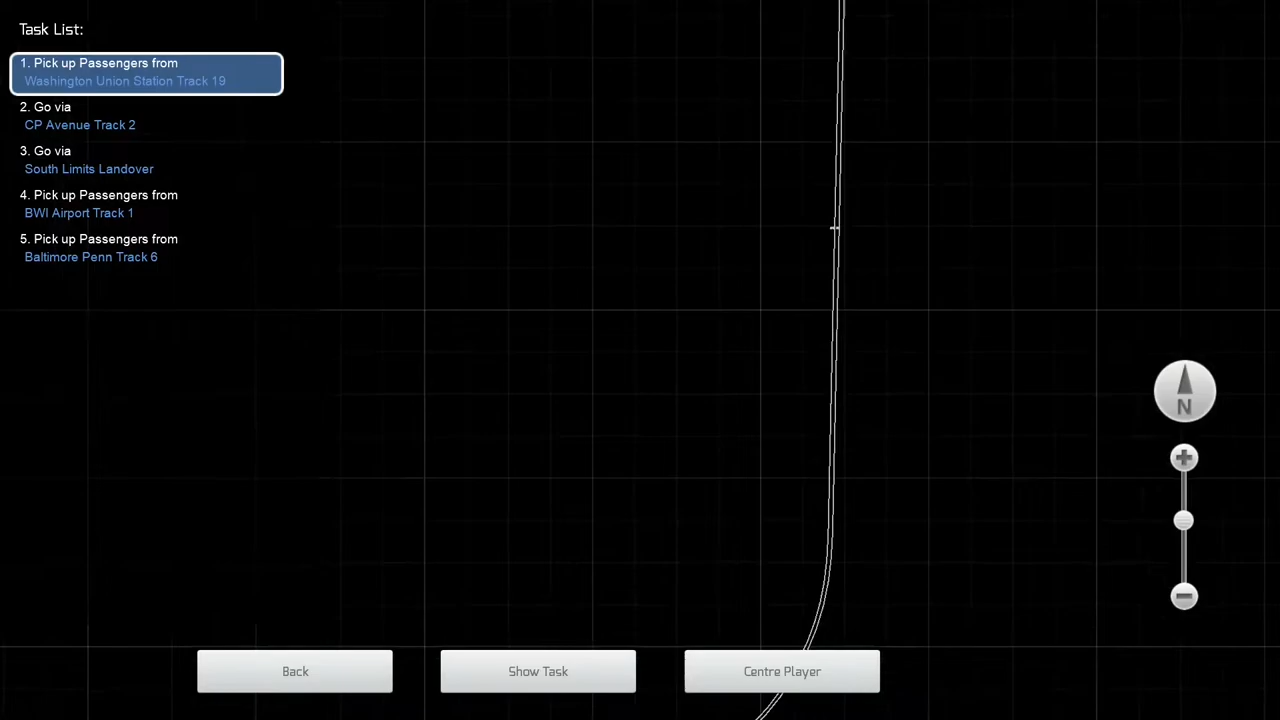 Task List:
1. Pick up Passengers from
Washington Union Station Track 19
2. Go via
CP Avenue Track 2
3. Go via
South Limits Landover
4. Pick up Passengers from
BWI Airport Track 1
5. Pick up Passengers from
Baltimore Penn Track 6
N
Back
Show Task
Centre Player